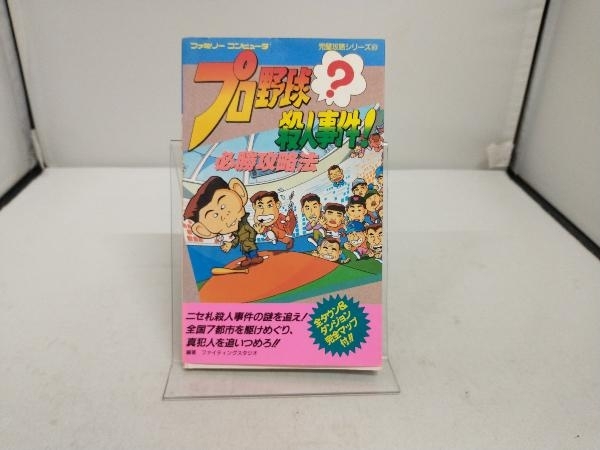 ファミリーコンピュータ
完璧攻略シリーズ
プロ野球
?
殺人事件!
必勝攻略法
ニセ札殺人事件の謎を追え!
全国7都市を駆けめぐり、
真犯人を追いつめろ!!
編著 ファイティングスタジオ
全タウン&
ダンジョン
完全マップ
付!!